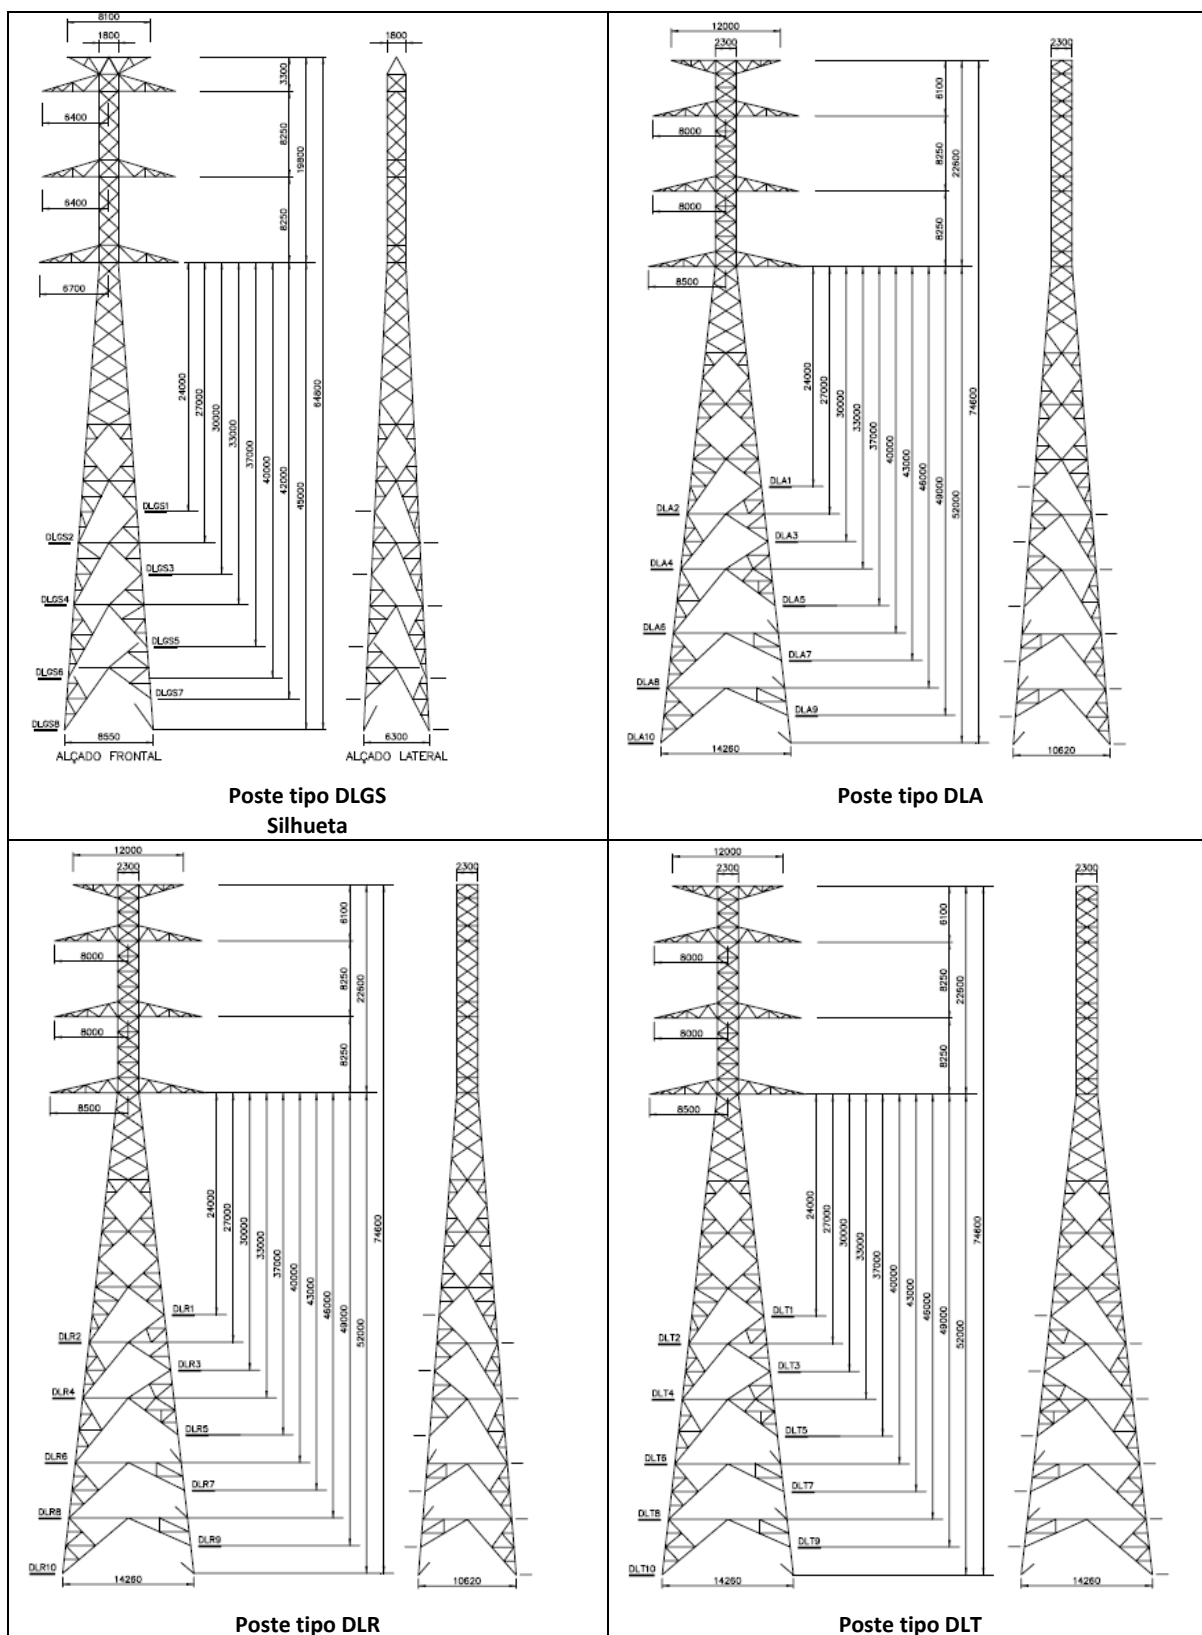 8100
1800
1800
3300
6400
8250
19800
6400
8250
6700
24000
27000
30000
33000
37000
40000
42000
45000
64800
DLGS1
DLGS2
DLGS3
DLGS4
DLGS5
DLGS6
DLGS7
DLGS8
8550
6300
ALÇADO FRONTAL
ALÇADO LATERAL
Poste tipo DLGS
Silhueta
12000
2300
2300
6100
8000
8250
22600
8000
8250
8500
24000
27000
30000
33000
37000
40000
43000
46000
49000
52000
74600
DLA1
DLA2
DLA3
DLA4
DLA5
DLA6
DLA7
DLA8
DLA9
DLA10
14260
10620
Poste tipo DLA
12000
2300
2300
6100
8000
8250
22600
8000
8250
8500
24000
27000
30000
33000
37000
40000
43000
46000
49000
52000
74600
DLR1
DLR2
DLR3
DLR4
DLR5
DLR6
DLR7
DLR8
DLR9
DLR10
14260
10620
Poste tipo DLR
12000
2300
2300
6100
8000
8250
22600
8000
8250
8500
24000
27000
30000
33000
37000
40000
43000
46000
49000
52000
74600
DLT1
DLT2
DLT3
DLT4
DLT5
DLT6
DLT7
DLT8
DLT9
DLT10
14260
14260
Poste tipo DLT